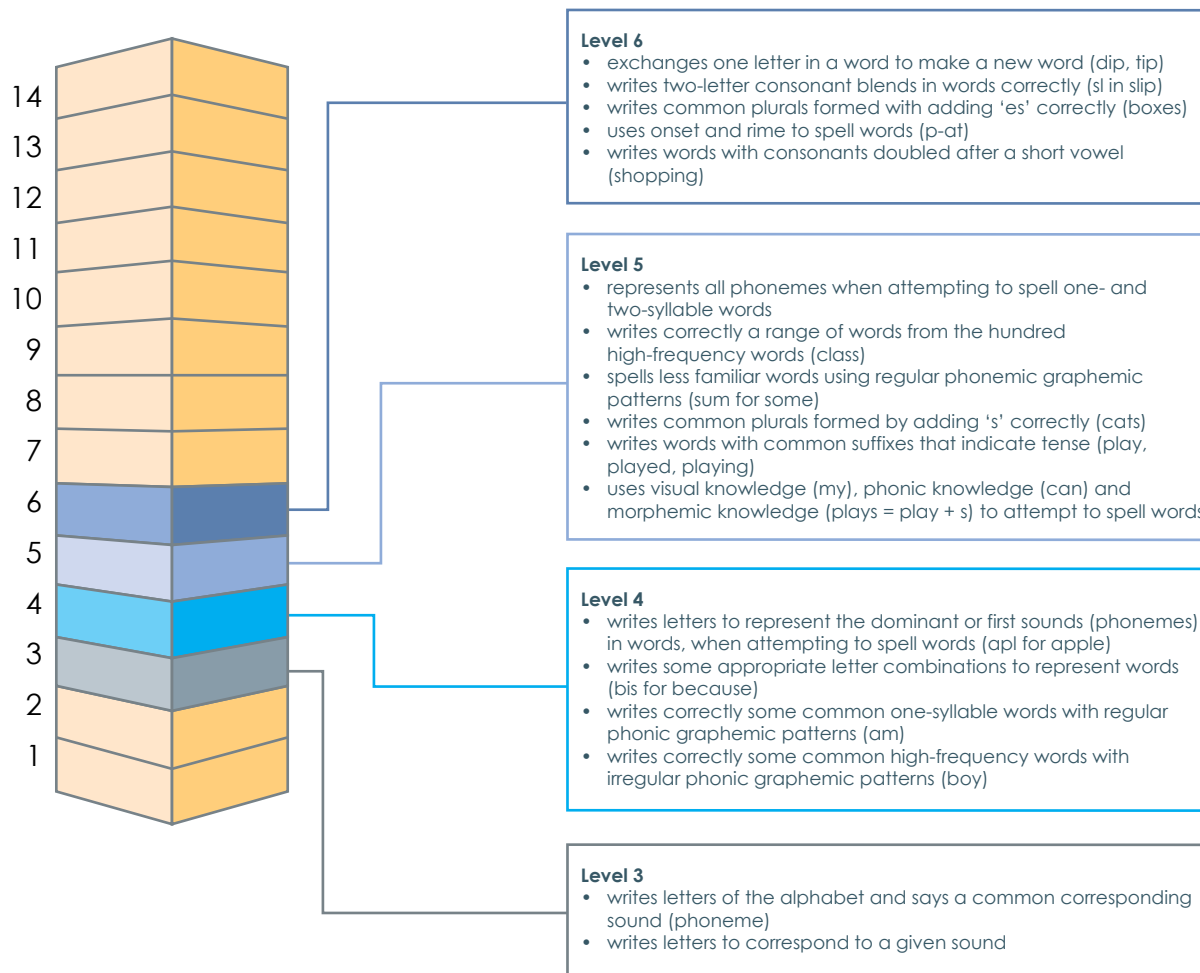 14
13
12
11
10
9
8
7
6
5
4
3
2
1
Level 6
• exchanges one letter in a word to make a new word (dip, tip)
• writes two-letter consonant blends in words correctly (sl in slip)
• writes common plurals formed with adding ‘es’ correctly (boxes)
• uses onset and rime to spell words (p-at)
• writes words with consonants doubled after a short vowel
(shopping)
Level 5
• represents all phonemes when attempting to spell one- and
two-syllable words
• writes correctly a range of words from the hundred
high-frequency words (class)
• spells less familiar words using regular phonemic graphemic
patterns (sum for some)
• writes common plurals formed by adding ‘s’ correctly (cats)
• writes words with common suffixes that indicate tense (play,
played, playing)
• uses visual knowledge (my), phonic knowledge (can) and
morphemic knowledge (plays = play + s) to attempt to spell words
Level 4
• writes letters to represent the dominant or first sounds (phonemes)
in words, when attempting to spell words (apl for apple)
• writes some appropriate letter combinations to represent words
(bis for because)
• writes correctly some common one-syllable words with regular
phonic graphemic patterns (am)
• writes correctly some common high-frequency words with
irregular phonic graphemic patterns (boy)
Level 3
• writes letters of the alphabet and says a common corresponding
sound (phoneme)
• writes letters to correspond to a given sound